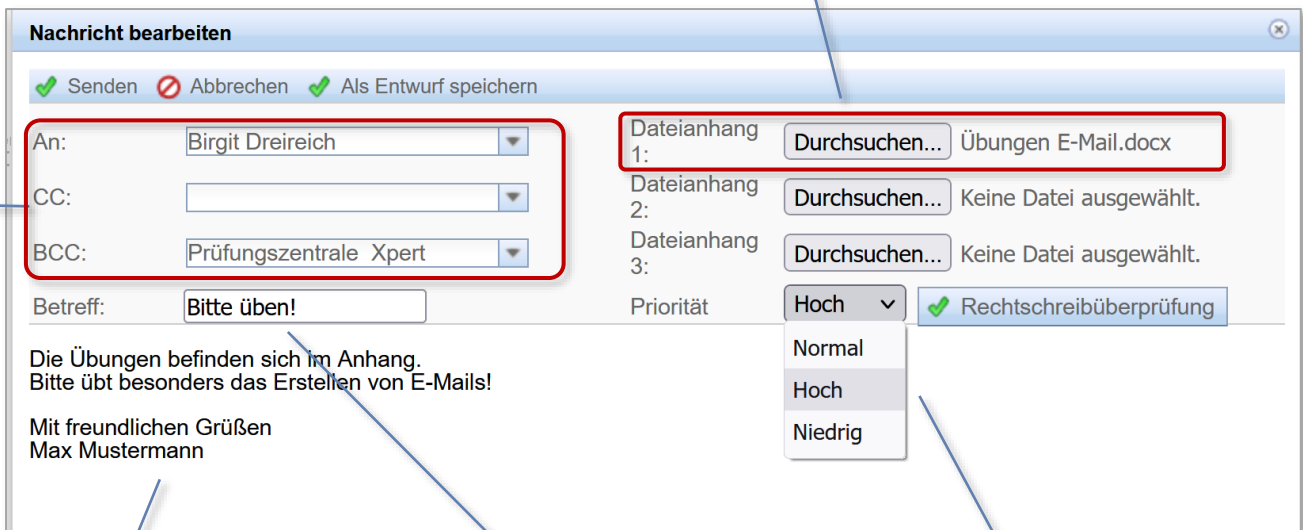 Nachricht bearbeiten
Senden Abbrechen Als Entwurf speichern
An: Birgit Dreireich
CC:
BCC: Prüfungszentrale Xpert
Betreff: Bitte üben!
Dateianhang
1: Durchsuchen... Übungen E-Mail.docx
Dateianhang
2: Durchsuchen... Keine Datei ausgewählt.
Dateianhang
3: Durchsuchen... Keine Datei ausgewählt.
Priorität Hoch Rechtschreibüberprüfung
Normal
Hoch
Niedrig
Die Übungen befinden sich im Anhang.
Bitte übt besonders das Erstellen von E-Mails!
Mit freundlichen Grüßen
Max Mustermann